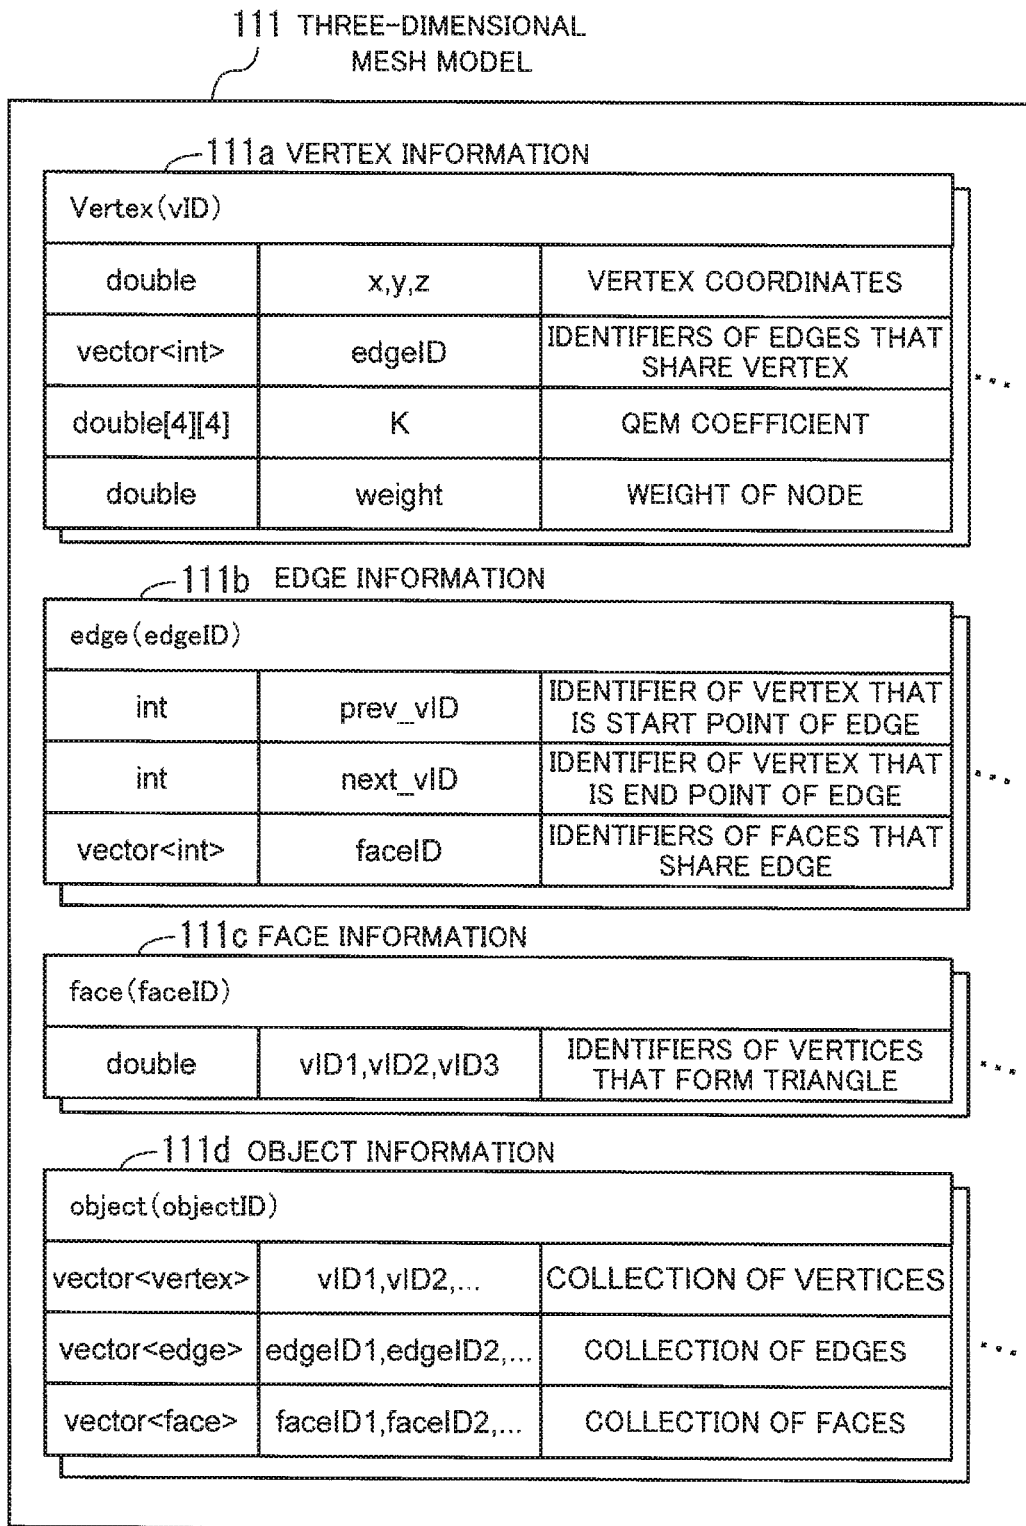 111 THREE-DIMENSIONAL
MESH MODEL
111a VERTEX INFORMATION
Vertex(vID)
double x,y,z VERTEX COORDINATES
vector<int> edgeID IDENTIFIERS OF EDGES THAT
SHARE VERTEX
...
double[4][4] K QEM COEFFICIENT
double weight WEIGHT OF NODE
111b EDGE INFORMATION
edge(edgeID)
int prev_vID IDENTIFIER OF VERTEX THAT
IS START POINT OF EDGE
int next_vID IDENTIFIER OF VERTEX THAT
IS END POINT OF EDGE
...
vector<int> faceID IDENTIFIERS OF FACES THAT
SHARE EDGE
111c FACE INFORMATION
face(faceID)
double vID1,vID2,vID3 IDENTIFIERS OF VERTICES
THAT FORM TRIANGLE
...
111d OBJECT INFORMATION
object(objectID)
vector<vertex> vID1,vID2,... COLLECTION OF VERTICES
vector<edge> edgeID1,edgeID2,... COLLECTION OF EDGES
...
vector<face> faceID1,faceID2,... COLLECTION OF FACES